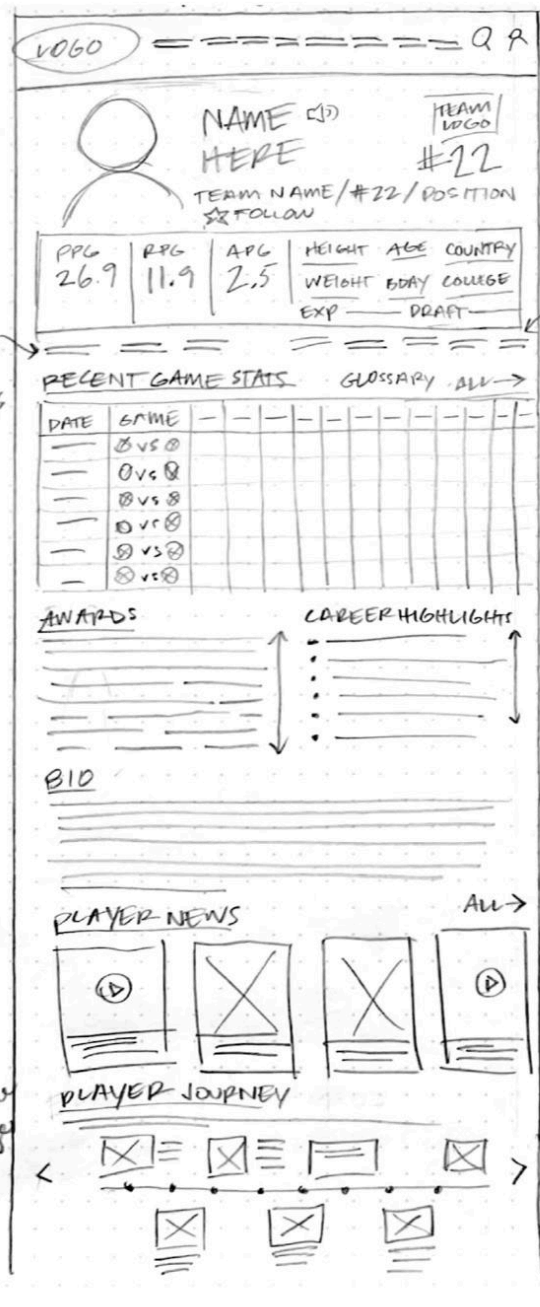 LOGO
NAME
HERE
TEAM
LOGO
#22
TEAM NAME/#22/POSITION
☆ FOLLOW
PPG RPG APG HEIGHT AGE COUNTRY
26.9 11.9 2.5 WEIGHT BDAY COLLEGE
EXP DRAFT
RECENT GAME STATS GLOSSARY ALL →
DATE GAME
VS
VS
VS
VS
VS
VS
AWARDS CAREER HIGHLIGHTS
BIO
PLAYER NEWS ALL →
PLAYER JOURNEY